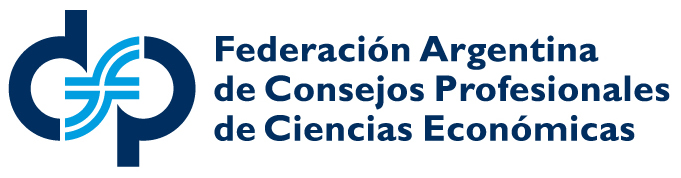 Federación Argentina
de Consejos Profesionales
de Ciencias Económicas